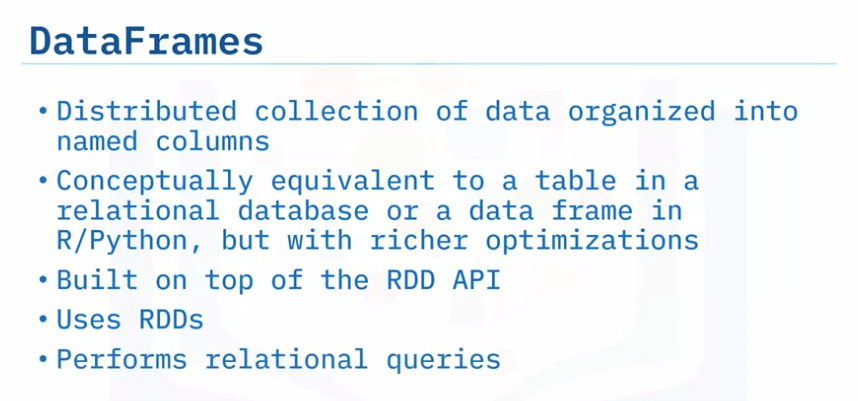 DataFrames
• Distributed collection of data organized into
named columns
• Conceptually equivalent to a table in a
relational database or a data frame in
R/Python, but with richer optimizations
• Built on top of the RDD API
• Uses RDDs
• Performs relational queries